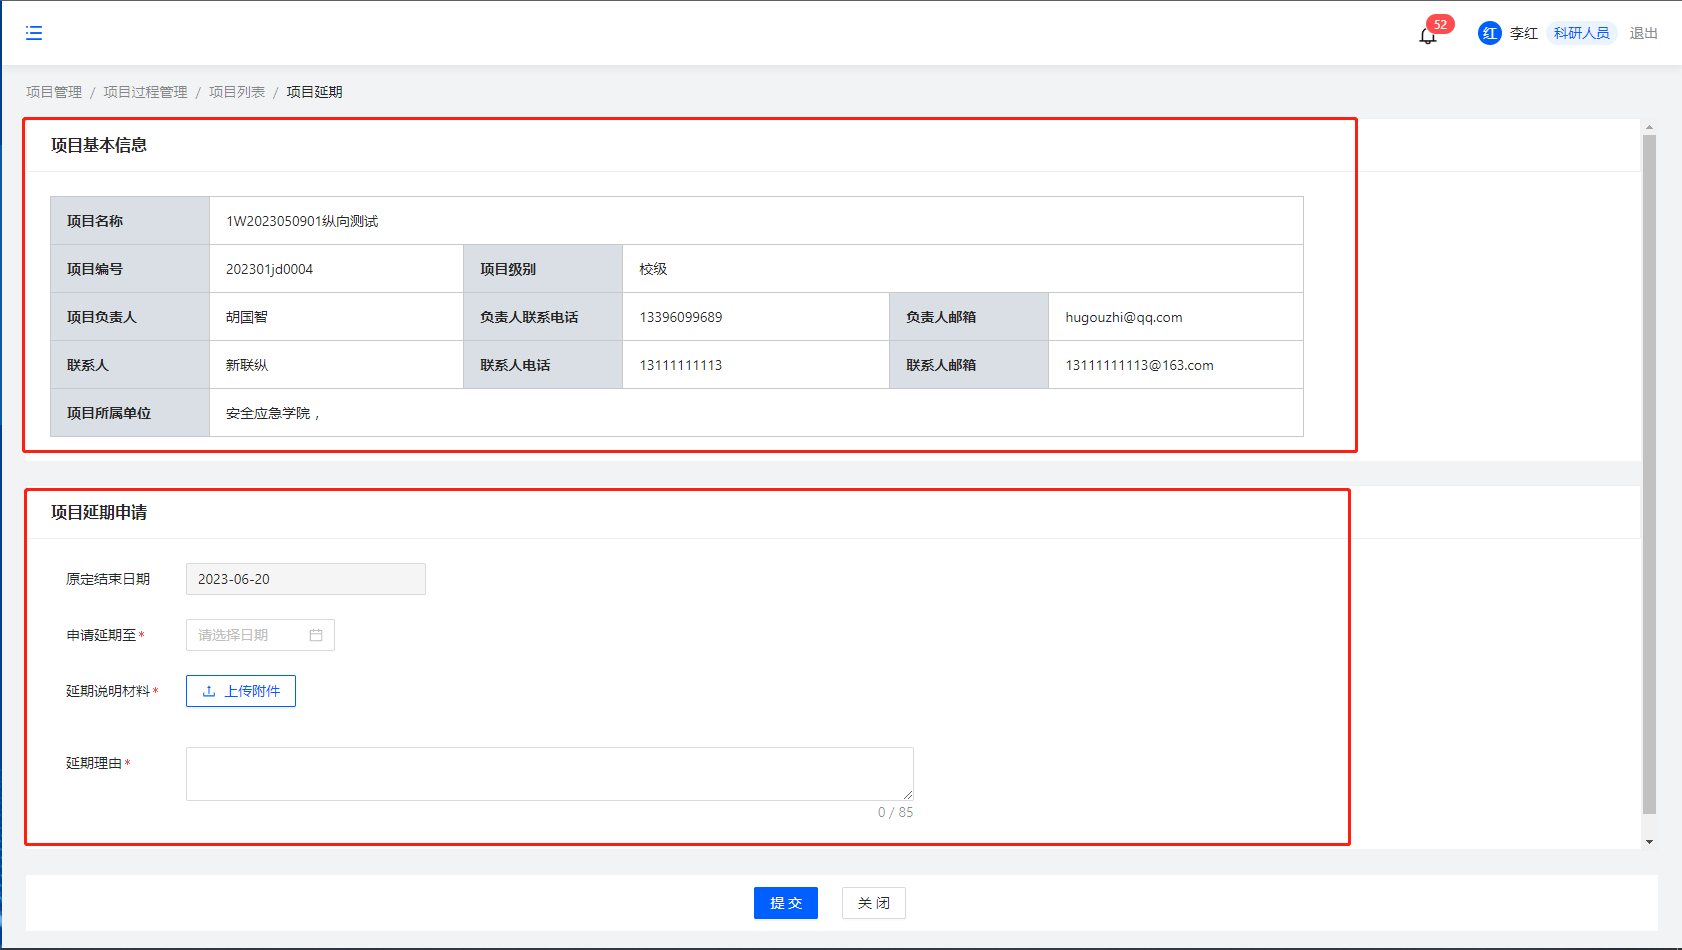 52
红 李红 科研人员 退出
项目管理 / 项目过程管理 / 项目列表 / 项目延期
项目基本信息
项目名称 1W2023050901纵向测试
项目编号 202301jd0004 项目级别 校级
项目负责人 胡国智 负责人联系电话 13396099689 负责人邮箱 hugouzhi@qq.com
联系人 新联纵 联系人电话 13111111113 联系人邮箱 13111111113@163.com
项目所属单位 安全应急学院，
项目延期申请
原定结束日期 2023-06-20
申请延期至* 请选择日期
延期说明材料* 上传附件
延期理由*
0 / 85
提 交 关 闭